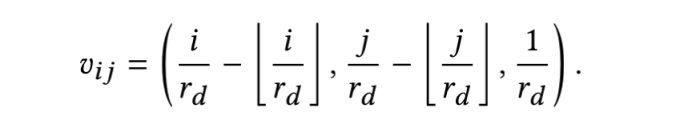 $v_{ij} = \left( \frac{i}{r_d} - \left\lfloor \frac{i}{r_d} \right\rfloor, \frac{j}{r_d} - \left\lfloor \frac{j}{r_d} \right\rfloor, \frac{1}{r_d} \right).$